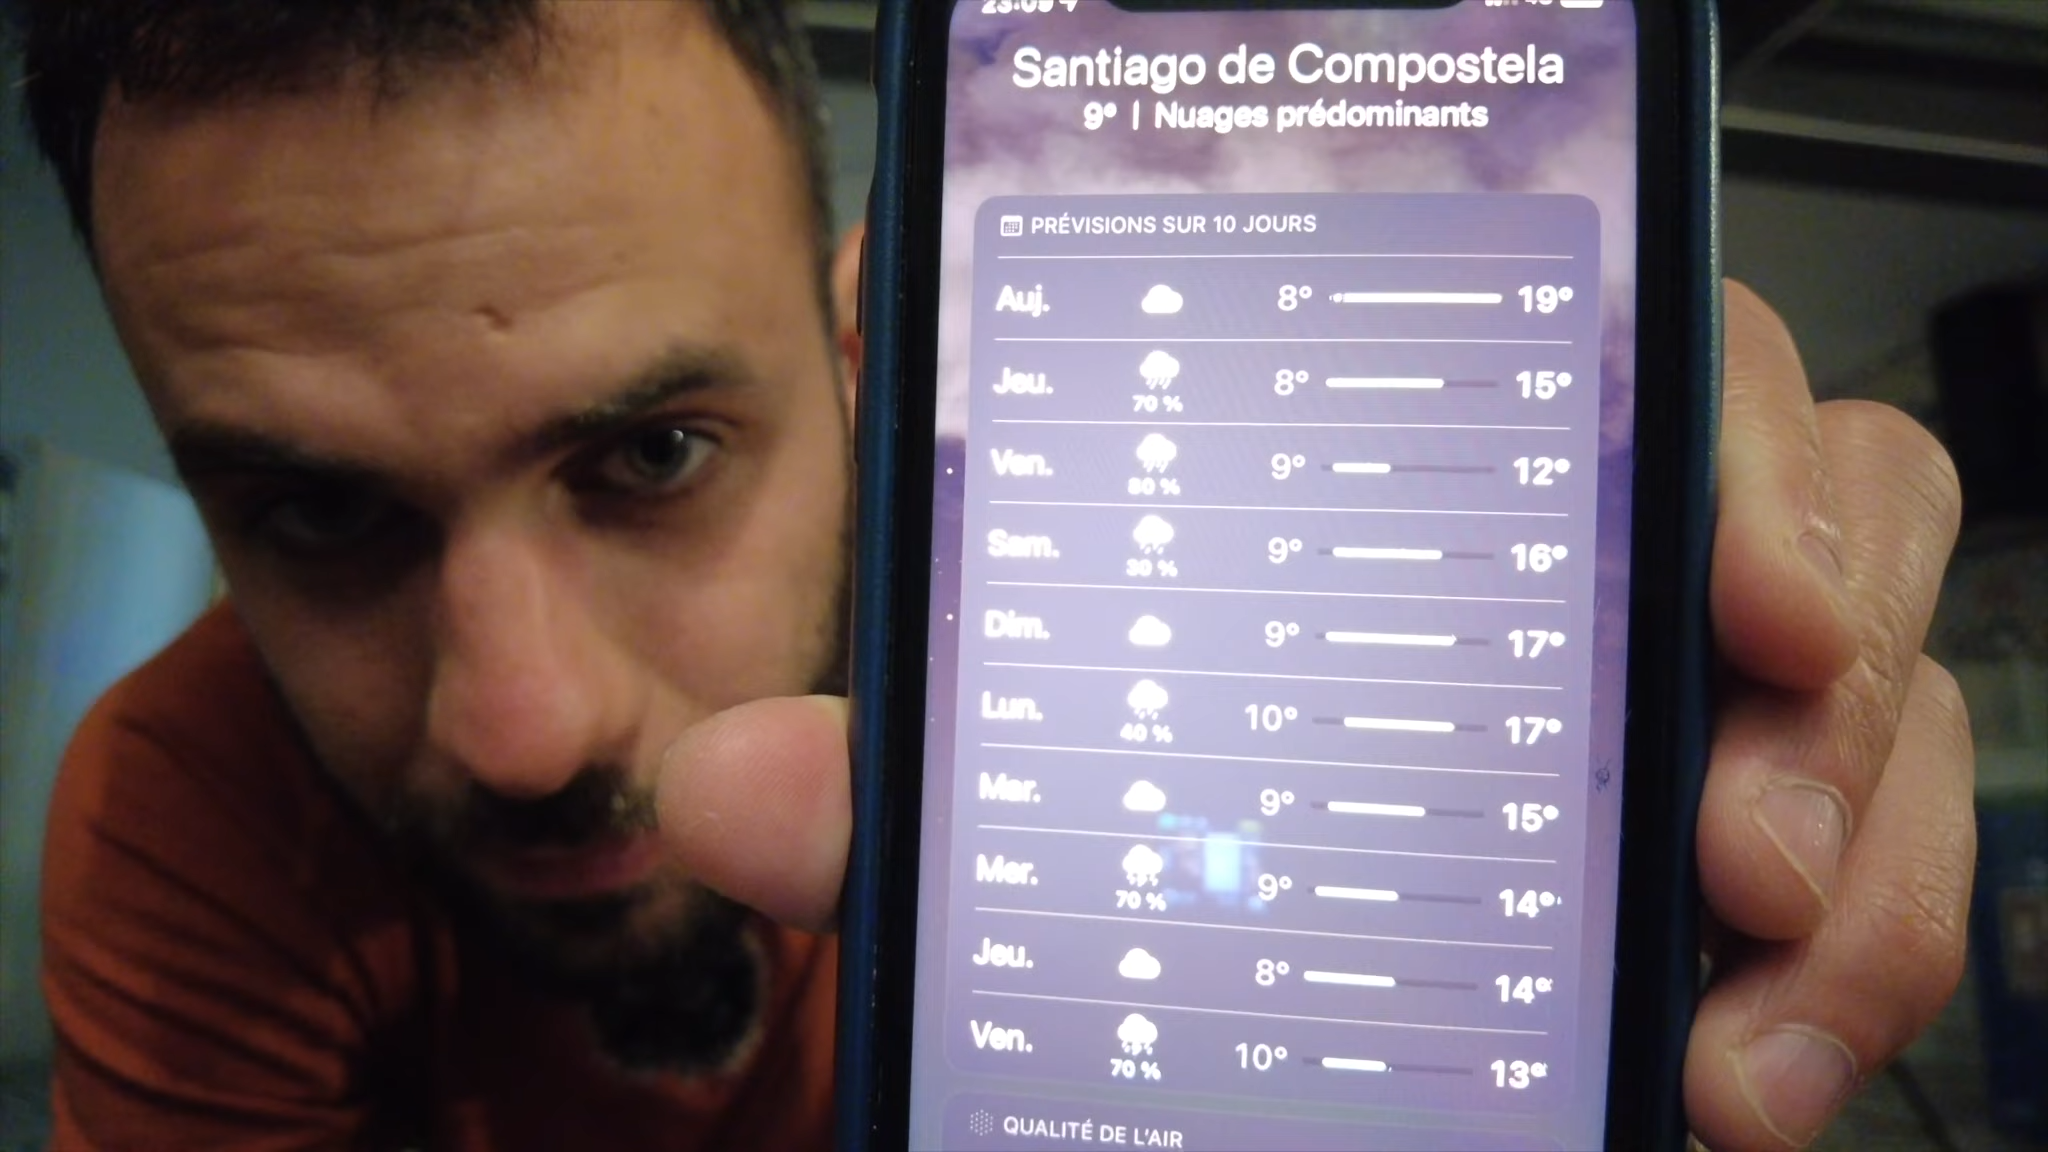 23:09
Santiago de Compostela
9° | Nuages prédominants
PRÉVISIONS SUR 10 JOURS
Auj. 8° 19°
Jeu. 70 % 8° 15°
Ven. 80 % 9° 12°
Sam. 30 % 9° 16°
Dim. 9° 17°
Lun. 40 % 10° 17°
Mar. 9° 15°
Mer. 70 % 9° 14°
Jeu. 8° 14°
Ven. 70 % 10° 13°
QUALITÉ DE L'AIR